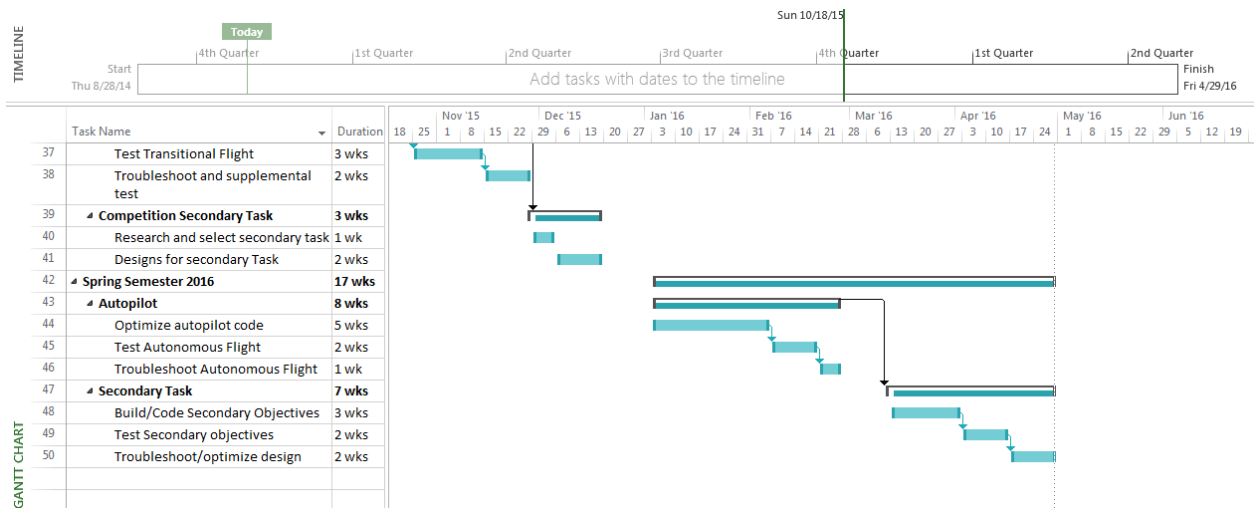 Sun 10/18/15
Today
TIMELINE
4th Quarter 1st Quarter 2nd Quarter 3rd Quarter 4th Quarter 1st Quarter 2nd Quarter
Start
Thu 8/28/14
Add tasks with dates to the timeline
Finish
Fri 4/29/16
Nov '15 Dec '15 Jan '16 Feb '16 Mar '16 Apr '16 May '16 Jun '16
Task Name Duration 18 25 1 8 15 22 29 6 13 20 27 3 10 17 24 31 7 14 21 28 6 13 20 27 3 10 17 24 1 8 15 22 29 5 12 19
37 Test Transitional Flight 3 wks
38 Troubleshoot and supplemental 2 wks
test
39 Competition Secondary Task 3 wks
40 Research and select secondary task 1 wk
41 Designs for secondary Task 2 wks
42 Spring Semester 2016 17 wks
43 Autopilot 8 wks
44 Optimize autopilot code 5 wks
45 Test Autonomous Flight 2 wks
46 Troubleshoot Autonomous Flight 1 wk
47 Secondary Task 7 wks
48 Build/Code Secondary Objectives 3 wks
49 Test Secondary objectives 2 wks
50 Troubleshoot/optimize design 2 wks
GANTT CHART